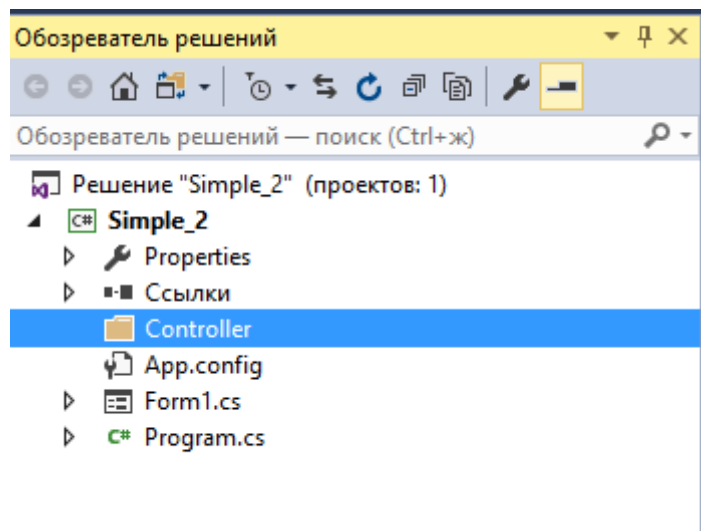 Обозреватель решений
Обозреватель решений — поиск (Ctrl+ж)
Решение "Simple_2" (проектов: 1)
C# Simple_2
Properties
Ссылки
Controller
App.config
Form1.cs
C# Program.cs